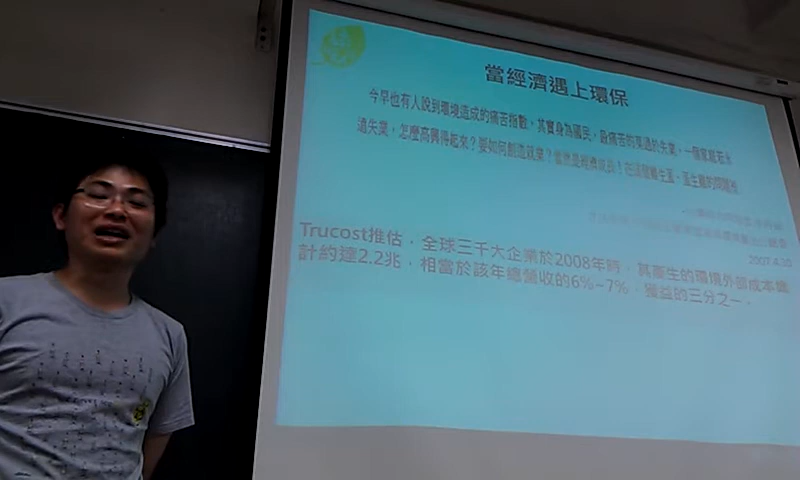 當經濟遇上環保
今早也有人說到環境造成的痛苦指數，其實身為國民，最痛苦的莫過於失業，一個家庭若永
遠失業，怎麼高興得起來？要如何創造就業？當然是經濟成長！
2007.4.30
Trucost推估，全球三千大企業於2008年時，其產生的環境外部成本總
計約達2.2兆，相當於該年總營收的6%~7%，獲益的三分之一。